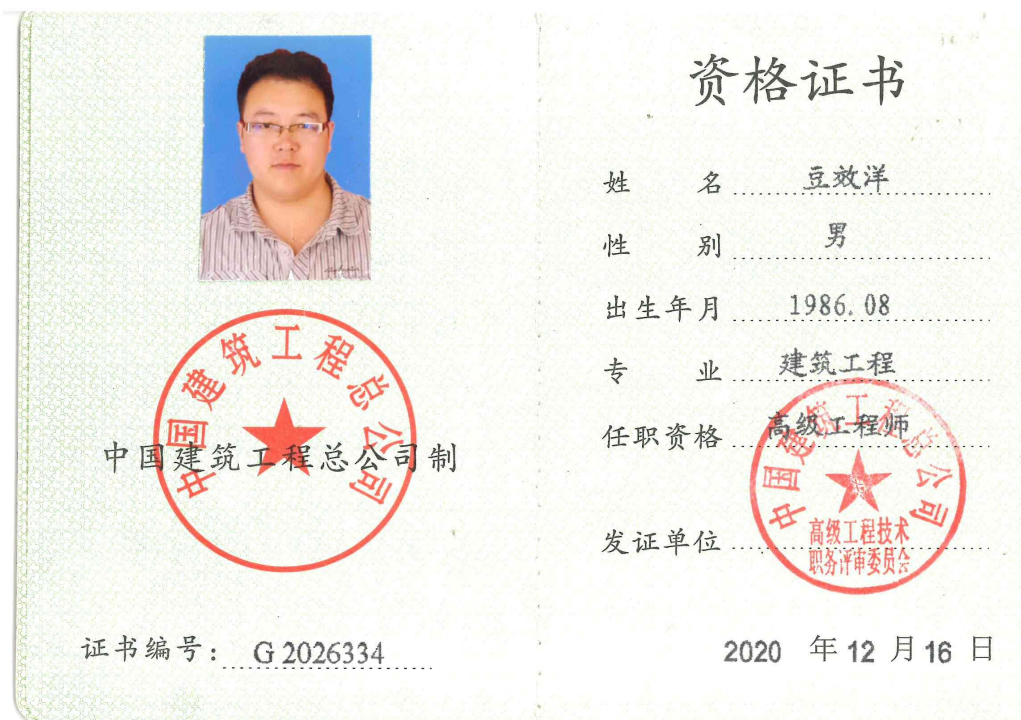 中国建筑工程总公司
中国建筑工程总公司制
证书编号：G 2026334
资格证书
姓名 豆效洋
性别 男
出生年月 1986.08
专业 建筑工程
任职资格 高级工程师
发证单位
中国建筑工程总公司
高级工程技术
职务评审委员会
2020 年 12 月 16 日